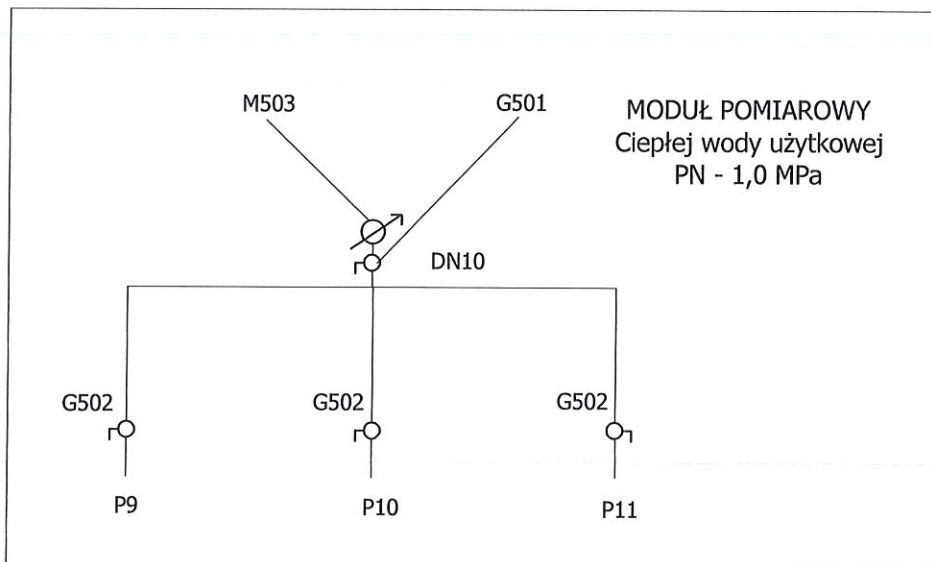 M503
G501
MODUŁ POMIAROWY
Ciepłej wody użytkowej
PN - 1,0 MPa
DN10
G502
G502
G502
P9
P10
P11